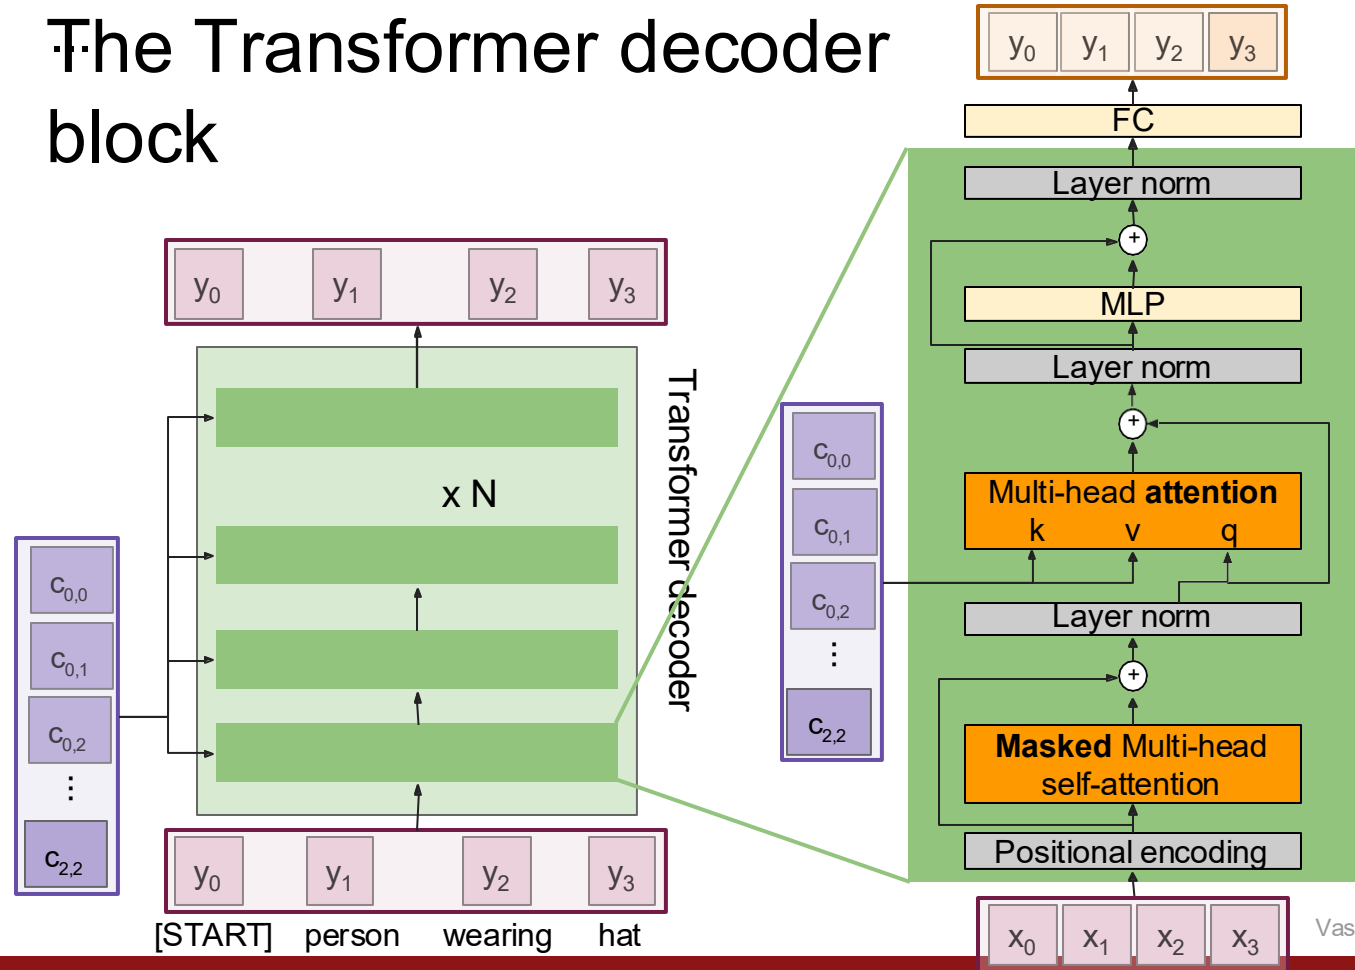 The Transformer decoder
block
...
y0 y1 y2 y3
FC
Layer norm
+
MLP
Layer norm
+
Multi-head attention
k v q
Layer norm
+
Masked Multi-head
self-attention
Positional encoding
x0 x1 x2 x3
c0,0
c0,1
c0,2
...
c2,2
y0 y1 y2 y3
x N
Transformer decoder
c0,0
c0,1
c0,2
...
c2,2
y0 y1 y2 y3
[START] person wearing hat
Vas